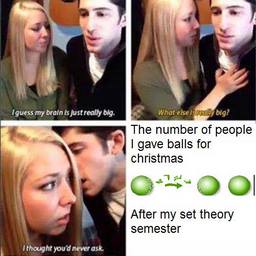 I guess my brain is just really big.
What else is really big?
I thought you'd never ask.
The number of people
I gave balls for
christmas
After my set theory
semester